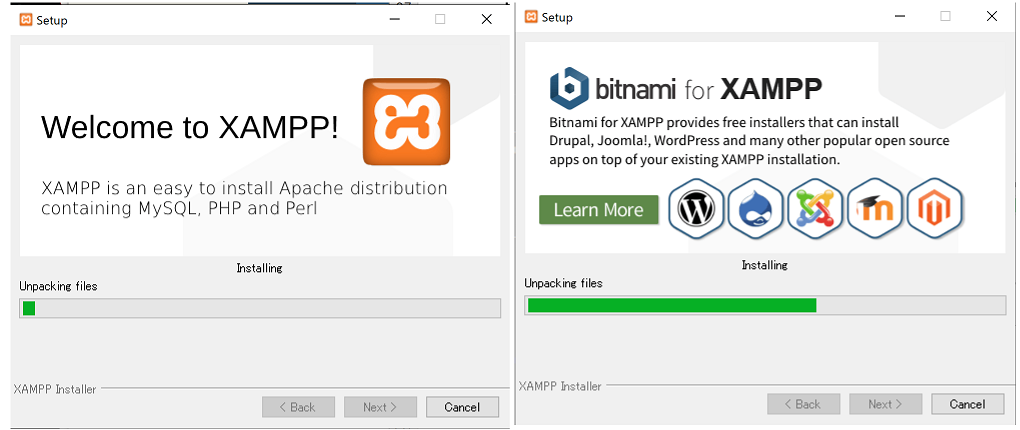 Setup
Welcome to XAMPP!
XAMPP is an easy to install Apache distribution
containing MySQL, PHP and Perl
Installing
Unpacking files
XAMPP Installer
< Back
Next >
Cancel
Setup
bitnami for XAMPP
Bitnami for XAMPP provides free installers that can install
Drupal, Joomla!, WordPress and many other popular open source
apps on top of your existing XAMPP installation.
Learn More
Installing
Unpacking files
XAMPP Installer
< Back
Next >
Cancel